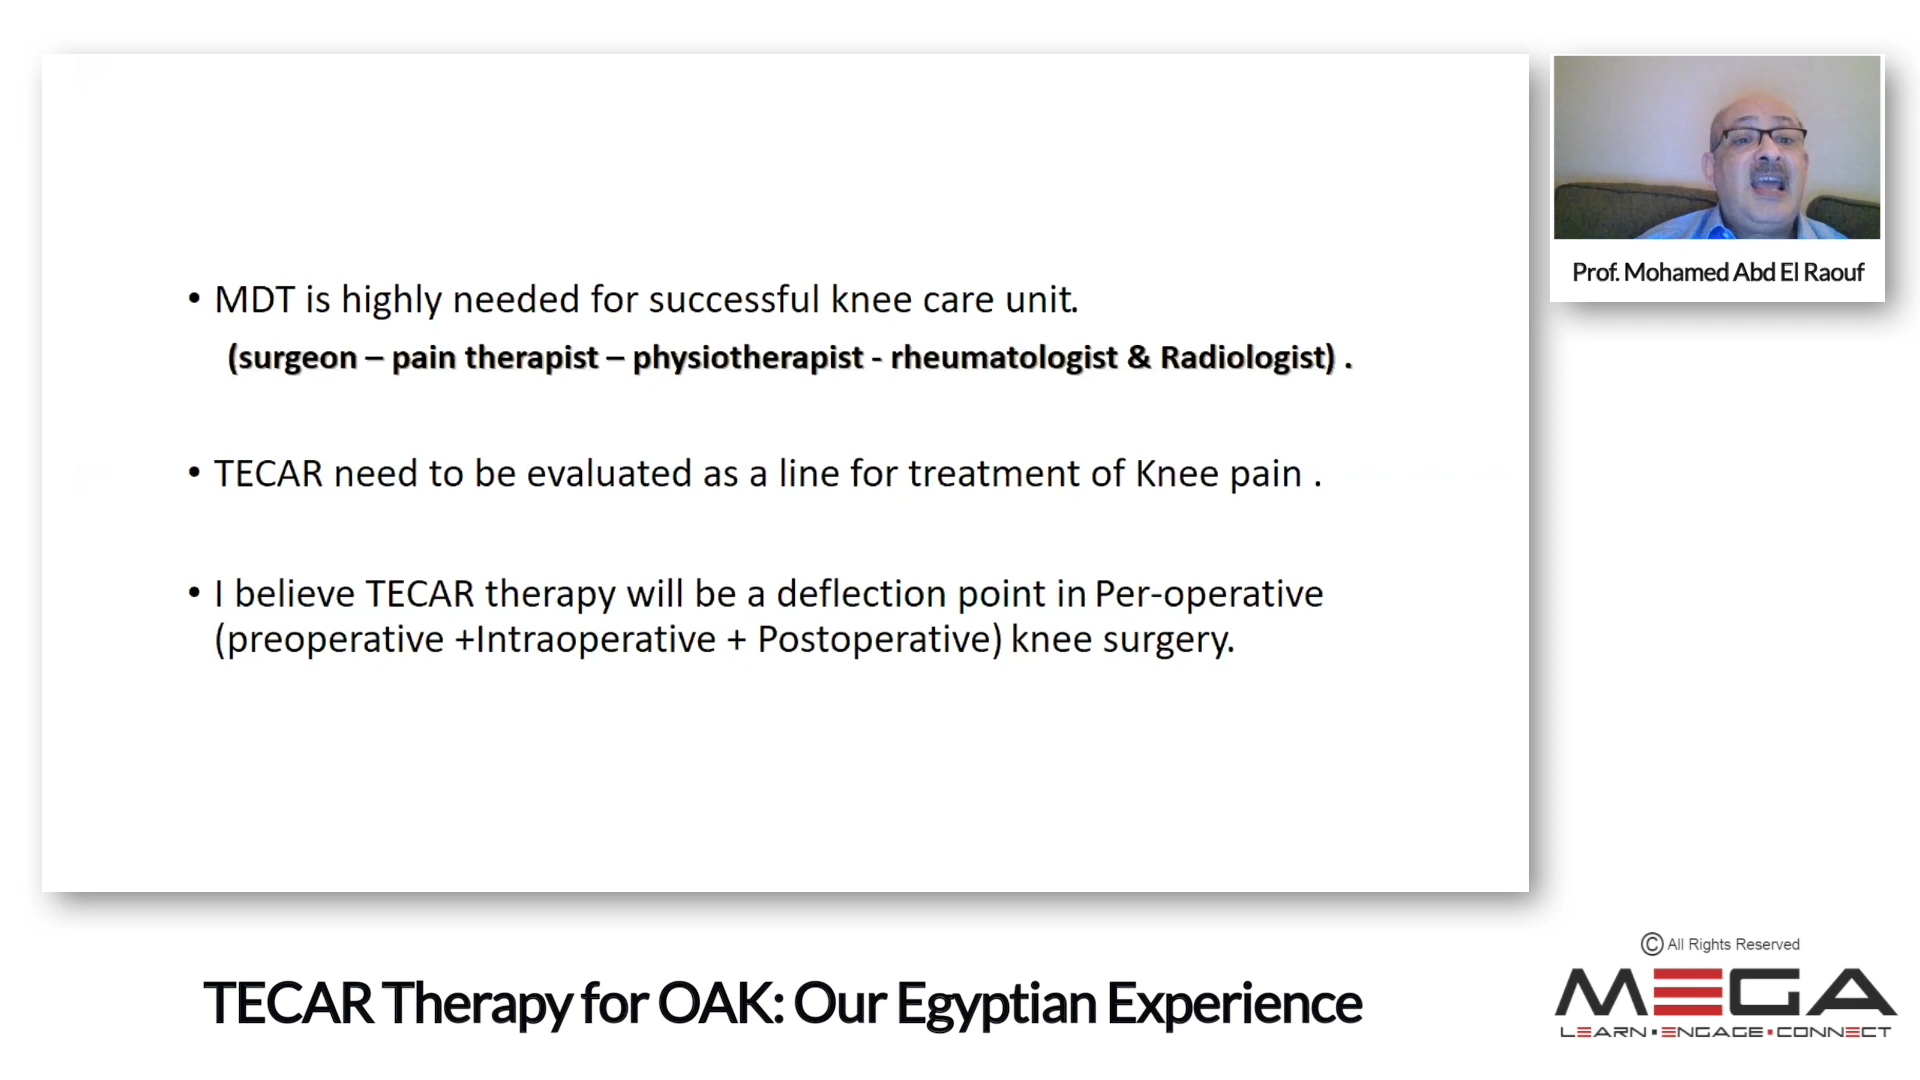 • MDT is highly needed for successful knee care unit.
(surgeon – pain therapist – physiotherapist - rheumatologist & Radiologist) .
• TECAR need to be evaluated as a line for treatment of Knee pain .
• I believe TECAR therapy will be a deflection point in Per-operative
(preoperative +Intraoperative + Postoperative) knee surgery.
Prof. Mohamed Abd El Raouf
TECAR Therapy for OAK: Our Egyptian Experience
© All Rights Reserved
MEGA
LEARN • ENGAGE • CONNECT